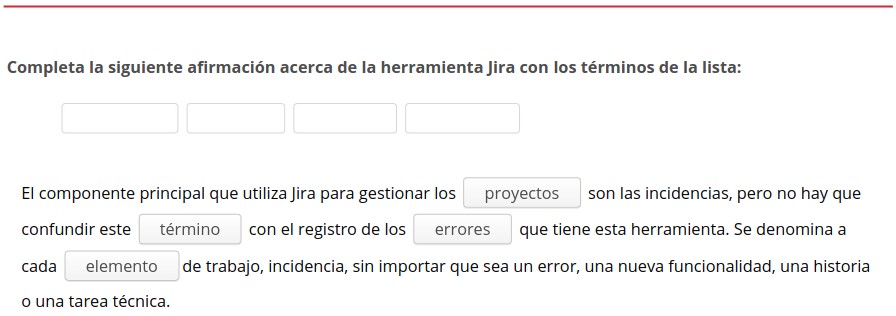 Completa la siguiente afirmación acerca de la herramienta Jira con los términos de la lista:
El componente principal que utiliza Jira para gestionar los proyectos son las incidencias, pero no hay que
confundir este término con el registro de los errores que tiene esta herramienta. Se denomina a
cada elemento de trabajo, incidencia, sin importar que sea un error, una nueva funcionalidad, una historia
o una tarea técnica.